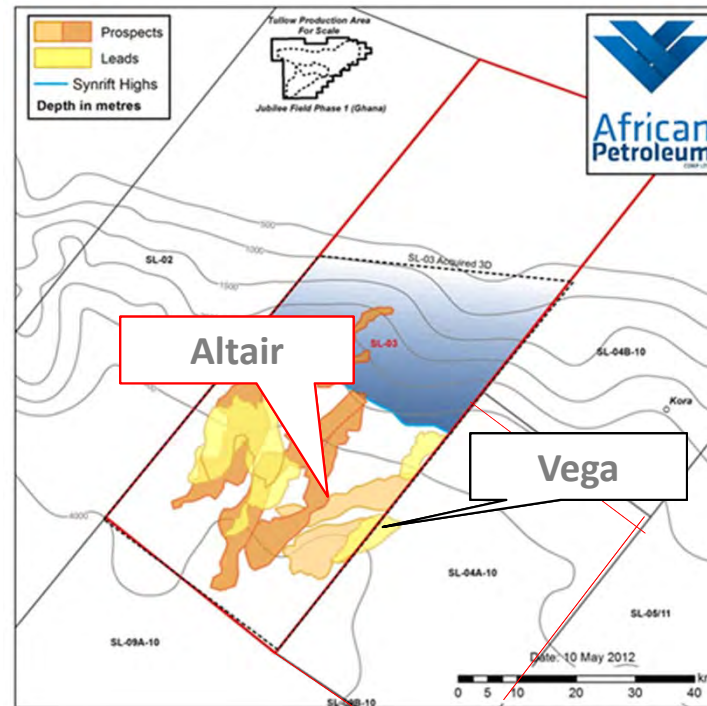 Prospects
Leads
Synrift Highs
Depth in metres
Tullow Production Area
For Scale
Jubilee Field Phase 1 (Ghana)
African
Petroleum
500
1000
1500
SL-03 Acquired 3D
SL-02
SL-03
Altair
SL-04B-10
Kora
Vega
4000
SL-04A-10
SL-05/11
SL-09A-10
Date: 10 May 2012
km
0 5 10 20 30 40